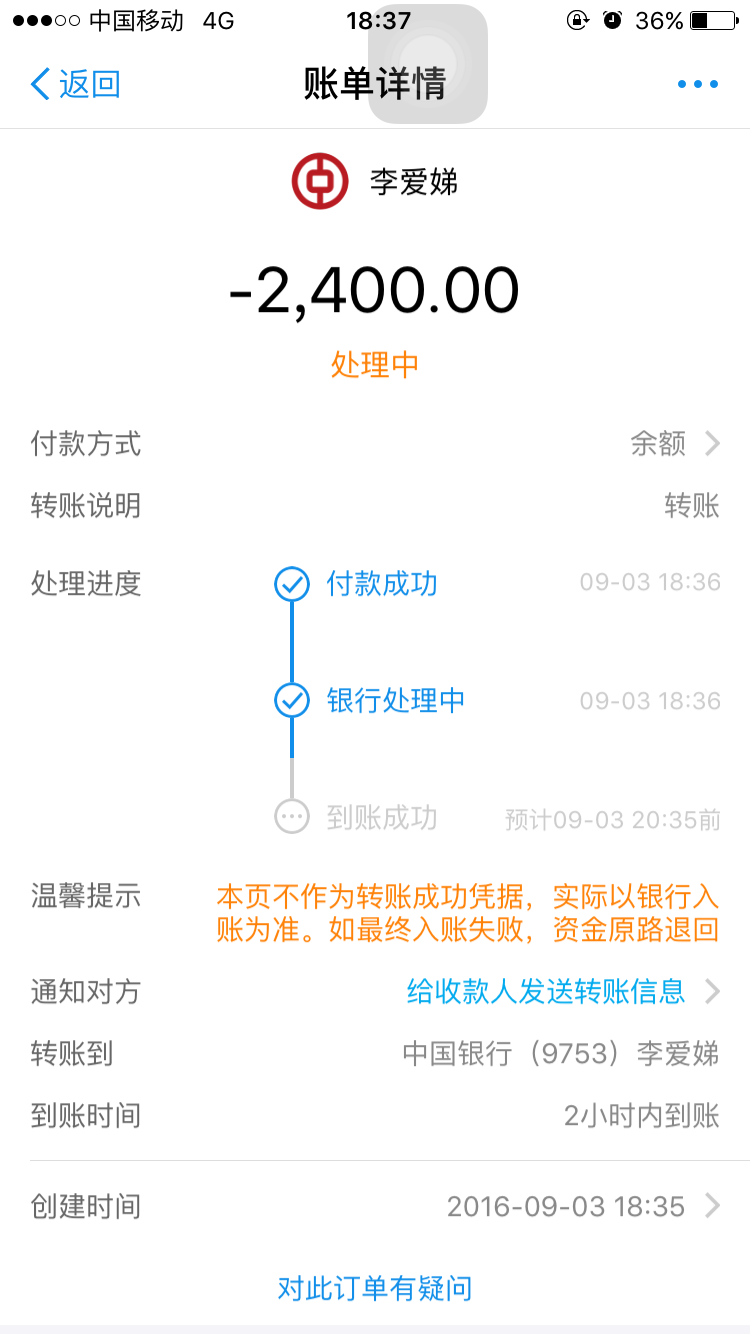 中国移动 4G 18:37 36%
返回 账单详情
李爱娣
-2,400.00
处理中
付款方式 余额
转账说明 转账
处理进度 付款成功 09-03 18:36
银行处理中 09-03 18:36
到账成功 预计09-03 20:35前
温馨提示 本页不作为转账成功凭据，实际以银行入
账为准。如最终入账失败，资金原路退回
通知对方 给收款人发送转账信息
转账到 中国银行（9753）李爱娣
到账时间 2小时内到账
创建时间 2016-09-03 18:35
对此订单有疑问